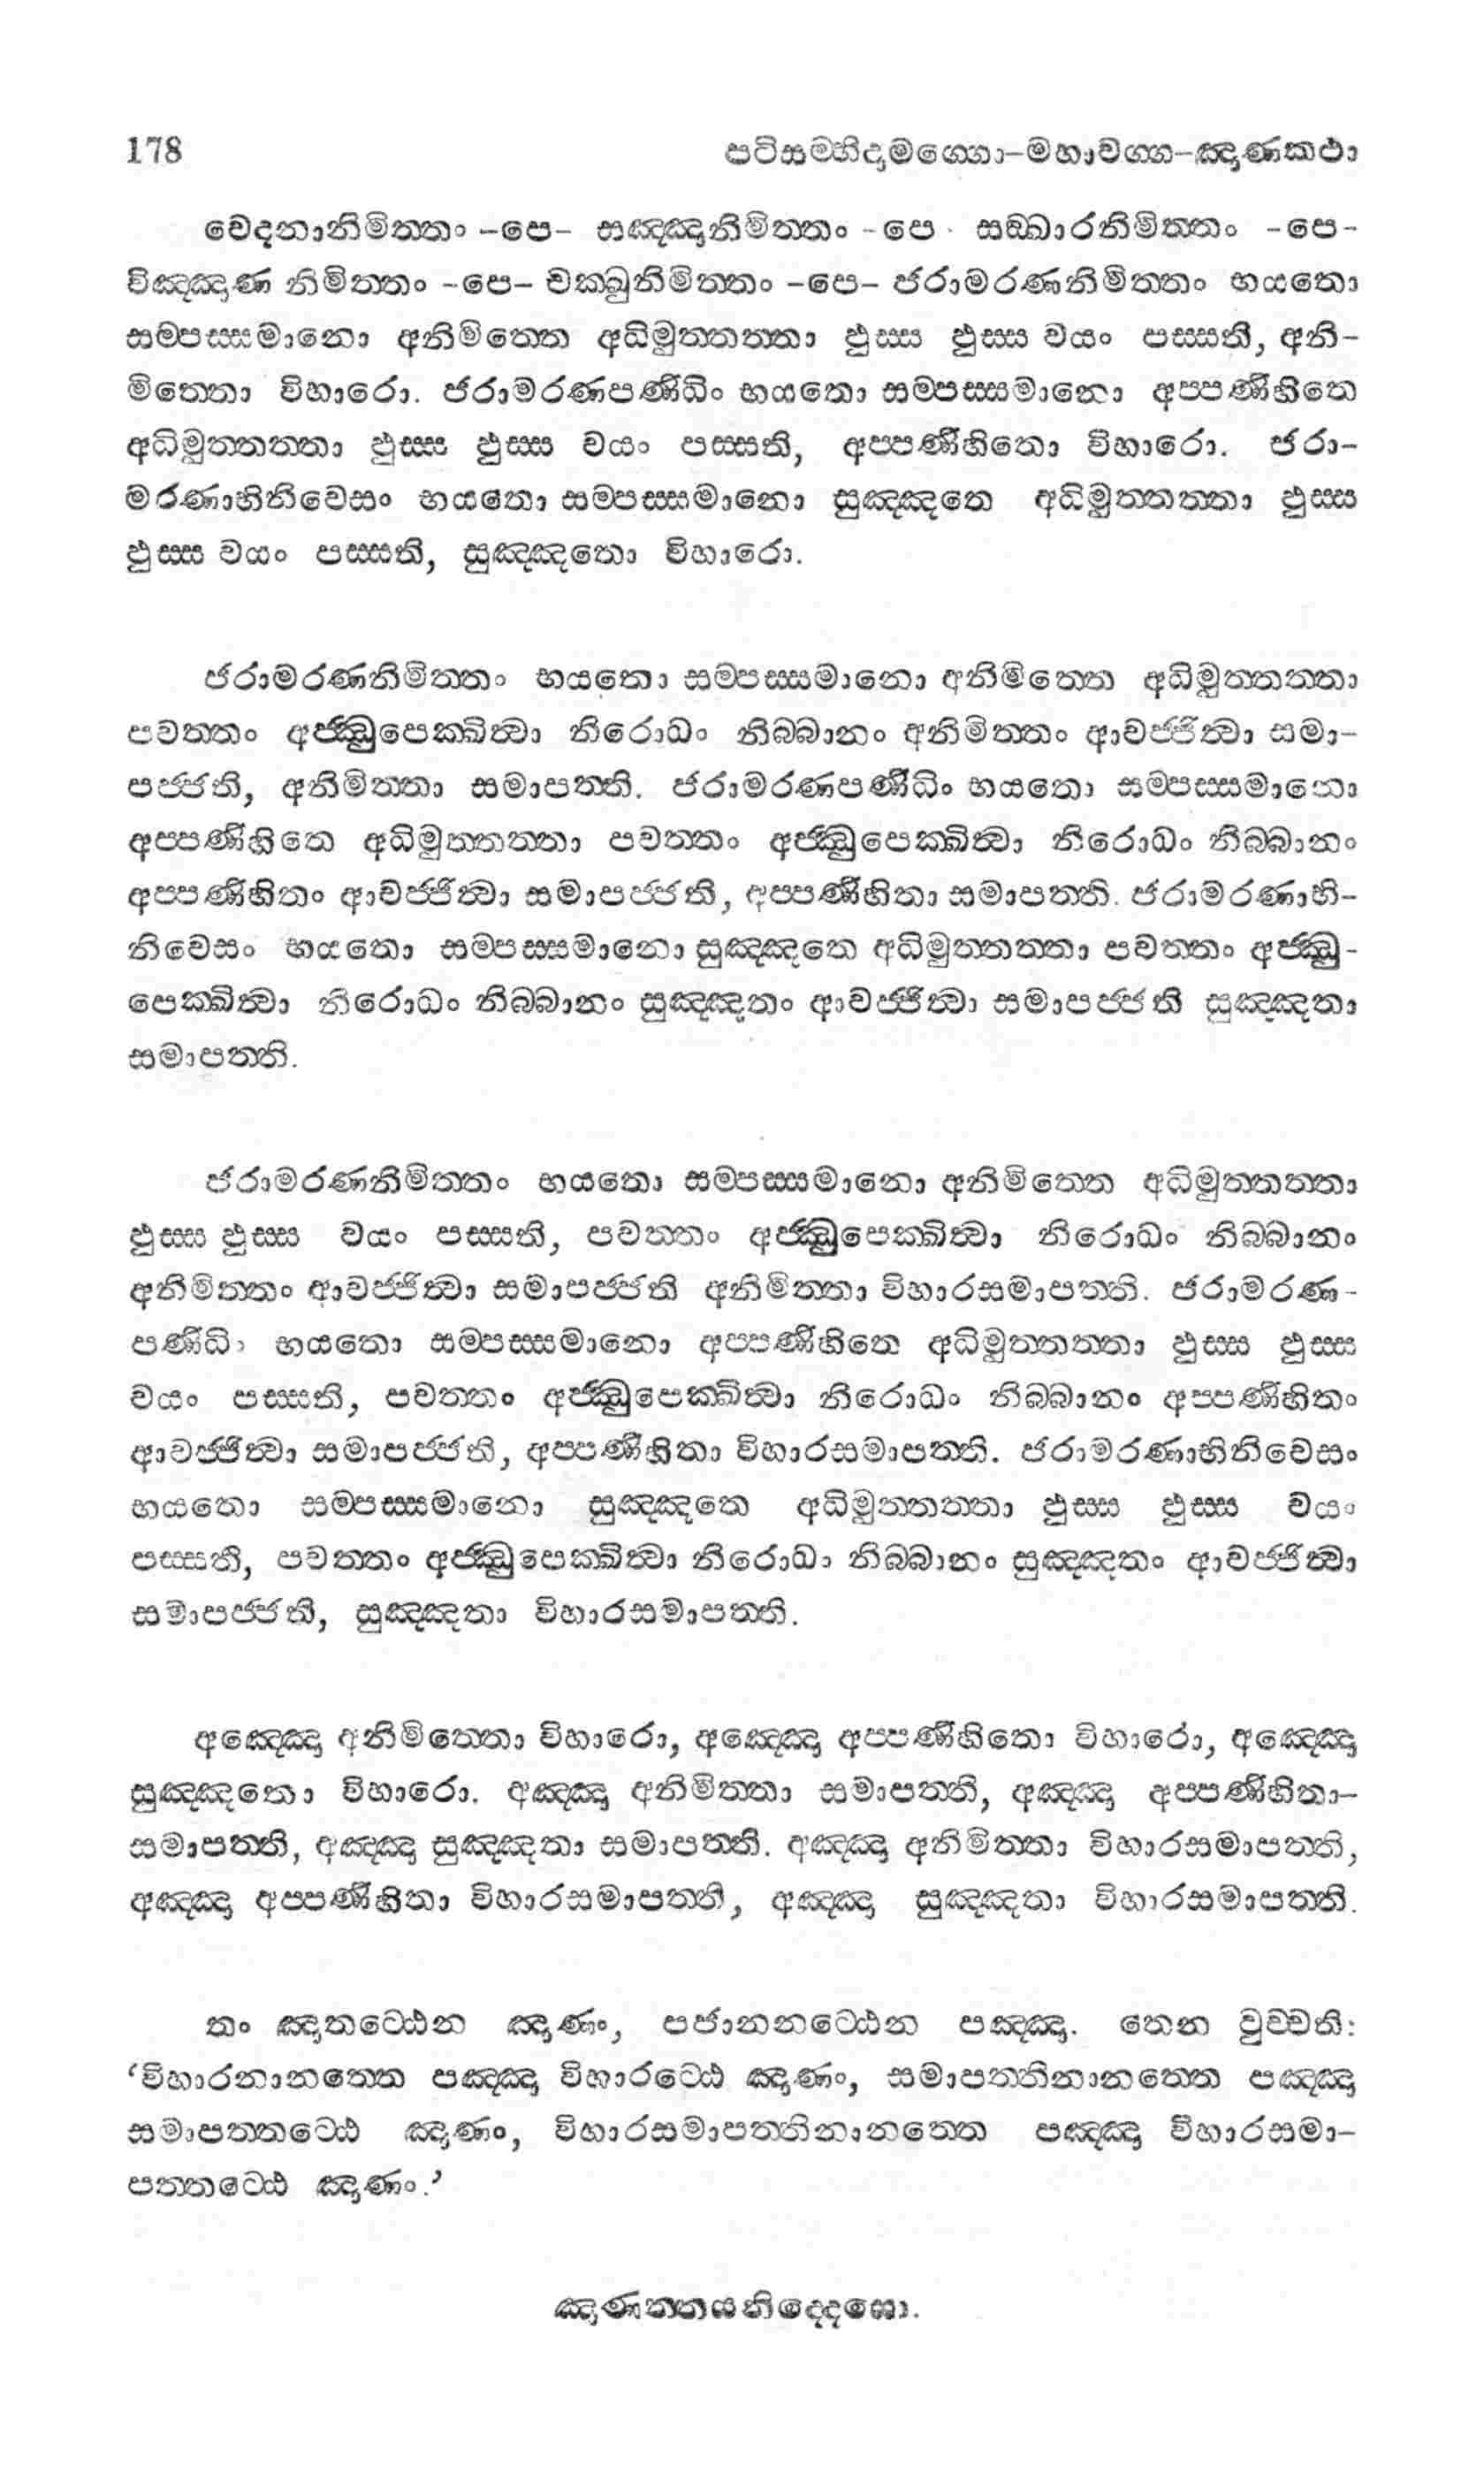 178 පටිසම්භිදාමග්ගො-මහාවග්ග-ඤාණකථා
වෙදනානිමිත්තං -පෙ- සඤ්ඤානිමිත්තං -පෙ- සඞ්ඛාරනිමිත්තං -පෙ-
විඤ්ඤාණ නිමිත්තං -පෙ- චක්ඛුනිමිත්තං -පෙ- ජරාමරණනිමිත්තං භයතො
සම්පස්සමානො අනිමිත්තෙ අධිමුත්තත්තා ඵුස්ස ඵුස්ස වයං පස්සති, අනි-
මිත්තො විහාරො. ජරාමරණපණිධිං භයතො සම්පස්සමානො අප්පණිහිතෙ
අධිමුත්තත්තා ඵුස්ස ඵුස්ස වයං පස්සති, අප්පණිහිතො විහාරො. ජරා-
මරණාභිනිවෙසං භයතො සම්පස්සමානො සුඤ්ඤතෙ අධිමුත්තත්තා ඵුස්ස
ඵුස්ස වයං පස්සති, සුඤ්ඤතො විහාරො.
ජරාමරණනිමිත්තං භයතො සම්පස්සමානො අනිමිත්තෙ අධිමුත්තත්තා
පවත්තං අජ්ඣුපෙක්ඛිත්වා නිරොධං නිබ්බානං අනිමිත්තං ආවජ්ජිත්වා සමා-
පජ්ජති, අනිමිත්තා සමාපත්ති. ජරාමරණපණිධිං භයතො සම්පස්සමානො
අප්පණිහිතෙ අධිමුත්තත්තා පවත්තං අජ්ඣුපෙක්ඛිත්වා නිරොධං නිබ්බානං
අප්පණිහිතං ආවජ්ජිත්වා සමාපජ්ජති, අප්පණිහිතා සමාපත්ති. ජරාමරණාභි-
නිවෙසං භයතො සම්පස්සමානො සුඤ්ඤතෙ අධිමුත්තත්තා පවත්තං අජ්ඣු-
පෙක්ඛිත්වා නිරොධං නිබ්බානං සුඤ්ඤතං ආවජ්ජිත්වා සමාපජ්ජති සුඤ්ඤතා
සමාපත්ති.
ජරාමරණනිමිත්තං භයතො සම්පස්සමානො අනිමිත්තෙ අධිමුත්තත්තා
ඵුස්ස ඵුස්ස වයං පස්සති, පවත්තං අජ්ඣුපෙක්ඛිත්වා නිරොධං නිබ්බානං
අනිමිත්තං ආවජ්ජිත්වා සමාපජ්ජති අනිමිත්තා විහාරසමාපත්ති. ජරාමරණ-
පණිධිං භයතො සම්පස්සමානො අප්පණිහිතෙ අධිමුත්තත්තා ඵුස්ස ඵුස්ස
වයං පස්සති, පවත්තං අජ්ඣුපෙක්ඛිත්වා නිරොධං නිබ්බානං අප්පණිහිතං
ආවජ්ජිත්වා සමාපජ්ජති, අප්පණිහිතා විහාරසමාපත්ති. ජරාමරණාභිනිවෙසං
භයතො සම්පස්සමානො සුඤ්ඤතෙ අධිමුත්තත්තා ඵුස්ස ඵුස්ස වයං
පස්සති, පවත්තං අජ්ඣුපෙක්ඛිත්වා නිරොධං නිබ්බානං සුඤ්ඤතං ආවජ්ජිත්වා
සමාපජ්ජති, සුඤ්ඤතා විහාරසමාපත්ති.
අඤ්ඤො අනිමිත්තො විහාරො, අඤ්ඤො අප්පණිහිතො විහාරො, අඤ්ඤො
සුඤ්ඤතො විහාරො. අඤ්ඤා අනිමිත්තා සමාපත්ති, අඤ්ඤා අප්පණිහිතා-
සමාපත්ති, අඤ්ඤා සුඤ්ඤතා සමාපත්ති. අඤ්ඤා අනිමිත්තා විහාරසමාපත්ති,
අඤ්ඤා අප්පණිහිතා විහාරසමාපත්ති, අඤ්ඤා සුඤ්ඤතා විහාරසමාපත්ති.
තං ඤාතට්ඨෙන ඤාණං, පජානනට්ඨෙන පඤ්ඤා. තෙන වුච්චති:
‘විහාරනානත්තෙ පඤ්ඤා විහාරට්ඨෙ ඤාණං, සමාපත්තිනානත්තෙ පඤ්ඤා
සමාපත්තට්ඨෙ ඤාණං, විහාරසමාපත්තිනානත්තෙ පඤ්ඤා විහාරසමා-
පත්තට්ඨෙ ඤාණං.’
ඤාණත්තයනිද්දෙසො.